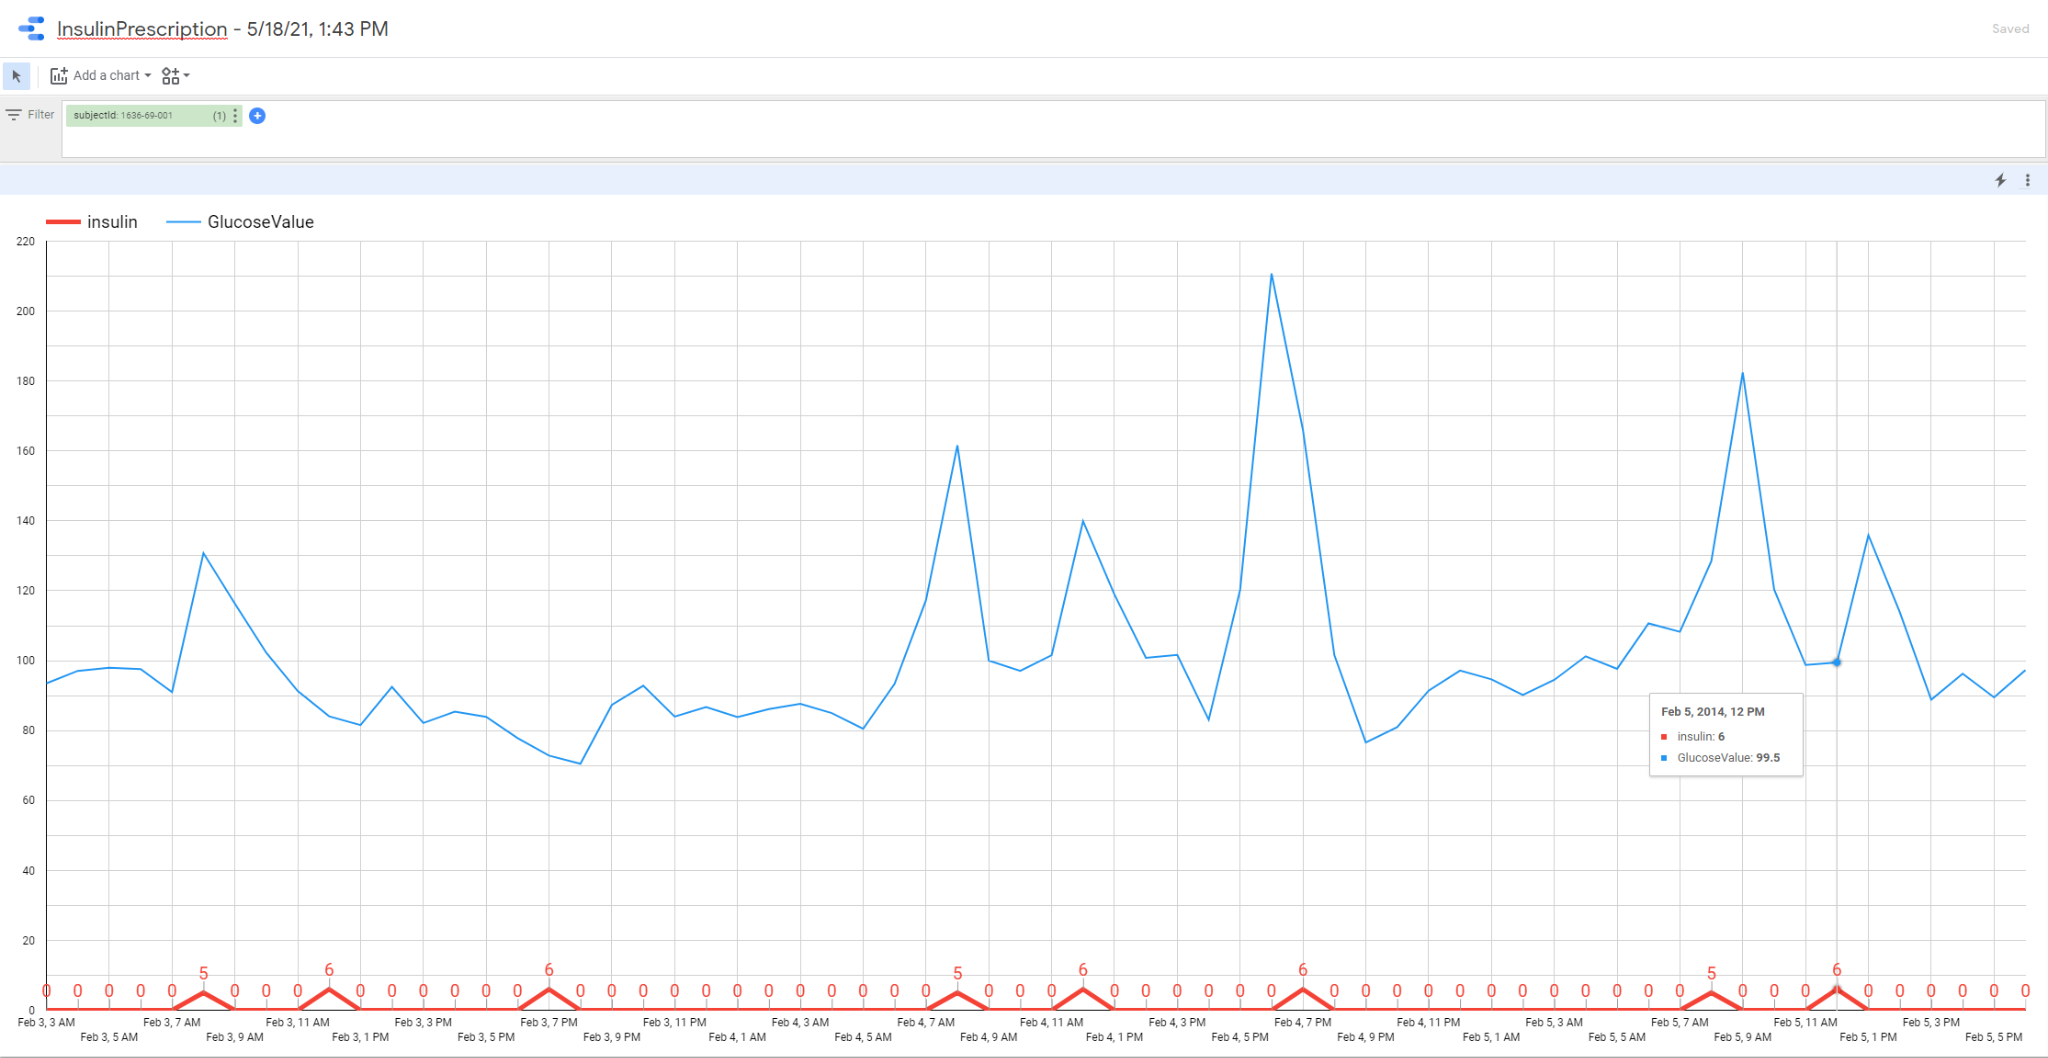 InsulinPrescription - 5/18/21, 1:43 PM
Saved
Add a chart
Filter
subjectId: 1636-69-001 (1)
insulin GlucoseValue
220
200
180
160
140
120
100
80
60
40
20
0
Feb 5, 2014, 12 PM
insulin: 6
GlucoseValue: 99.5
5 6 6 5 6 6 5 6
0 0 0 0 0 0 0 0 0 0 0 0 0 0 0 0 0 0 0 0 0 0 0 0 0 0 0 0 0 0 0 0 0 0 0 0 0 0 0 0 0 0 0 0 0 0 0 0 0 0 0 0 0 0 0 0
Feb 3, 3 AM Feb 3, 7 AM Feb 3, 11 AM Feb 3, 3 PM Feb 3, 7 PM Feb 3, 11 PM Feb 4, 3 AM Feb 4, 7 AM Feb 4, 11 AM Feb 4, 3 PM Feb 4, 7 PM Feb 4, 11 PM Feb 5, 3 AM Feb 5, 7 AM Feb 5, 11 AM Feb 5, 3 PM
Feb 3, 5 AM Feb 3, 9 AM Feb 3, 1 PM Feb 3, 5 PM Feb 3, 9 PM Feb 4, 1 AM Feb 4, 5 AM Feb 4, 9 AM Feb 4, 1 PM Feb 4, 5 PM Feb 4, 9 PM Feb 5, 1 AM Feb 5, 5 AM Feb 5, 9 AM Feb 5, 1 PM Feb 5, 5 PM